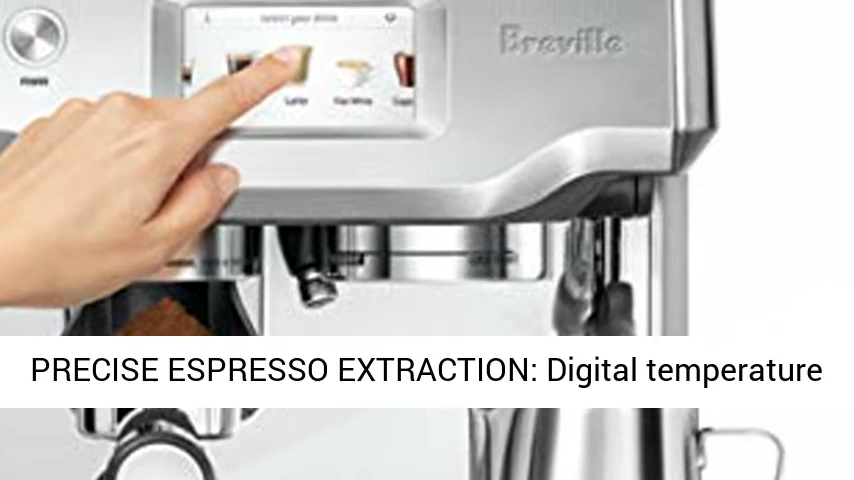 Select your drink
Breville
Latte
Flat White
PRECISE ESPRESSO EXTRACTION: Digital temperature